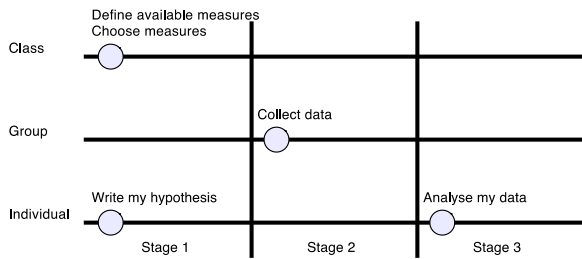 Define available measures
Choose measures
Class
Collect data
Group
Write my hypothesis
Analyse my data
Individual
Stage 1
Stage 2
Stage 3